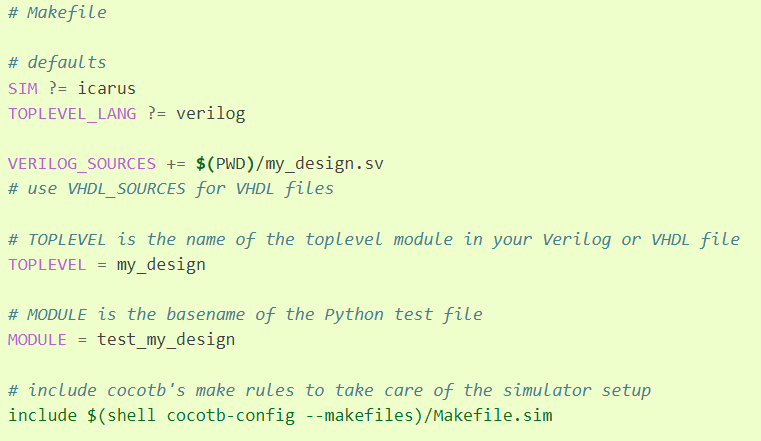 # Makefile
# defaults
SIM ?= icarus
TOPLEVEL_LANG ?= verilog
VERILOG_SOURCES += $(PWD)/my_design.sv
# use VHDL_SOURCES for VHDL files
# TOPLEVEL is the name of the toplevel module in your Verilog or VHDL file
TOPLEVEL = my_design
# MODULE is the basename of the Python test file
MODULE = test_my_design
# include cocotb's make rules to take care of the simulator setup
include $(shell cocotb-config --makefiles)/Makefile.sim